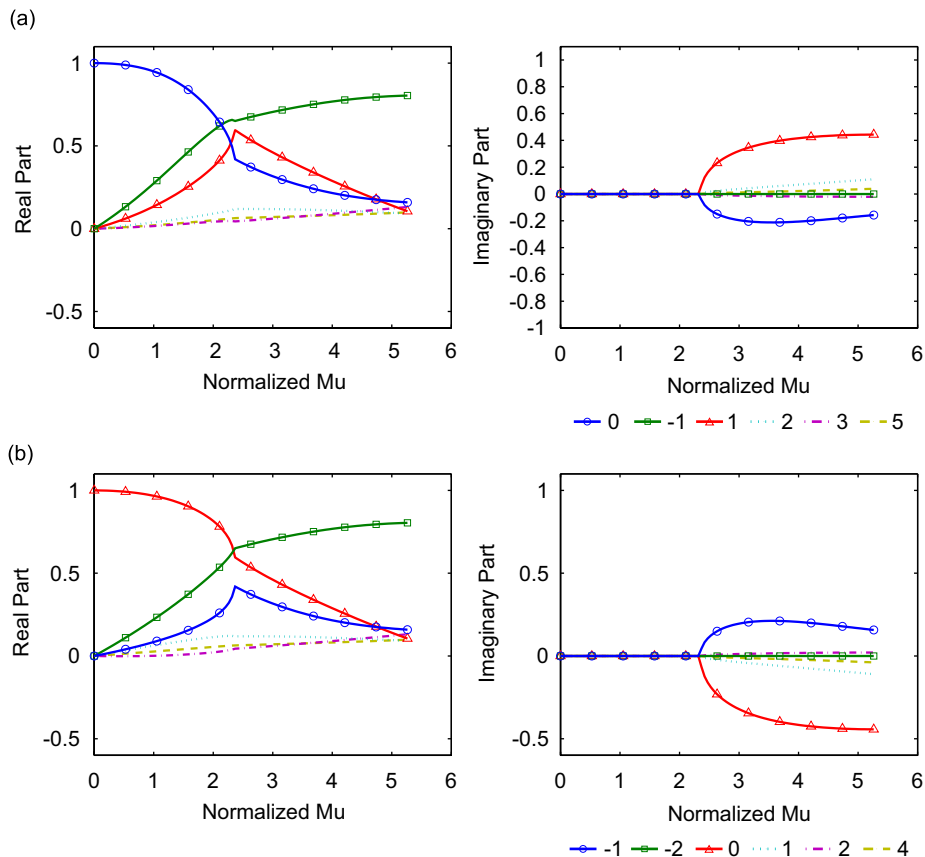 (a)
1
0.5
0
-0.5
Real Part
0 1 2 3 4 5 6
Normalized Mu
1
0.8
0.6
0.4
0.2
0
-0.2
-0.4
-0.6
-0.8
-1
Imaginary Part
0 1 2 3 4 5 6
Normalized Mu
0 -1 1 2 3 5
(b)
1
0.5
0
-0.5
Real Part
0 1 2 3 4 5 6
Normalized Mu
1
0.5
0
-0.5
Imaginary Part
0 1 2 3 4 5 6
Normalized Mu
-1 -2 0 1 2 4